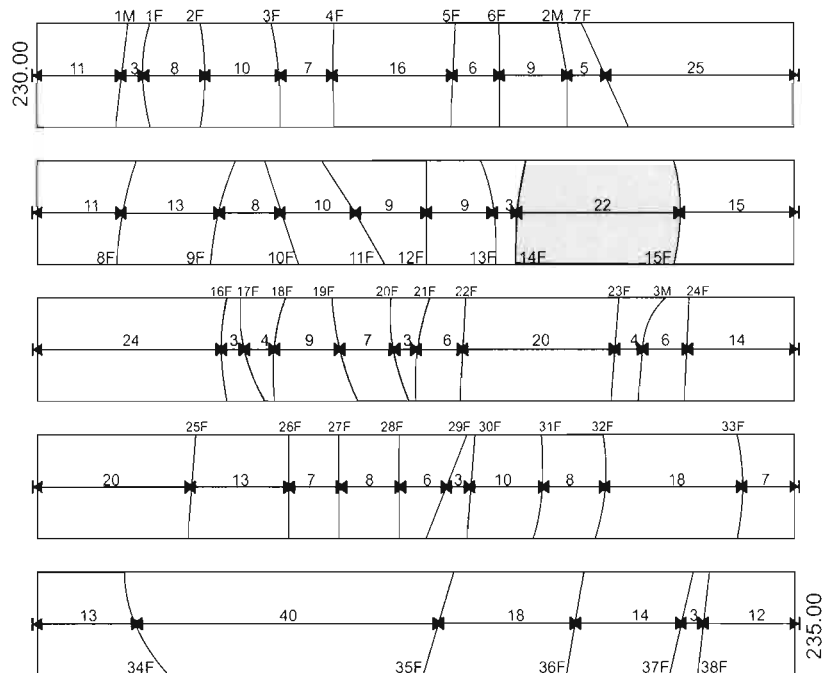 1M 1F 2F 3F 4F 5F 6F 2M 7F
230.00
11 3 8 10 7 16 6 9 5 25
11 13 8 10 9 9 3 22 15
8F 9F 10F 11F 12F 13F 14F 15F
16F 17F 18F 19F 20F 21F 22F 23F 3M 24F
24 3 4 9 7 3 6 20 4 6 14
25F 26F 27F 28F 29F 30F 31F 32F 33F
20 13 7 8 6 3 10 8 18 7
13 40 18 14 3 12
235.00
34F 35F 36F 37F 38F